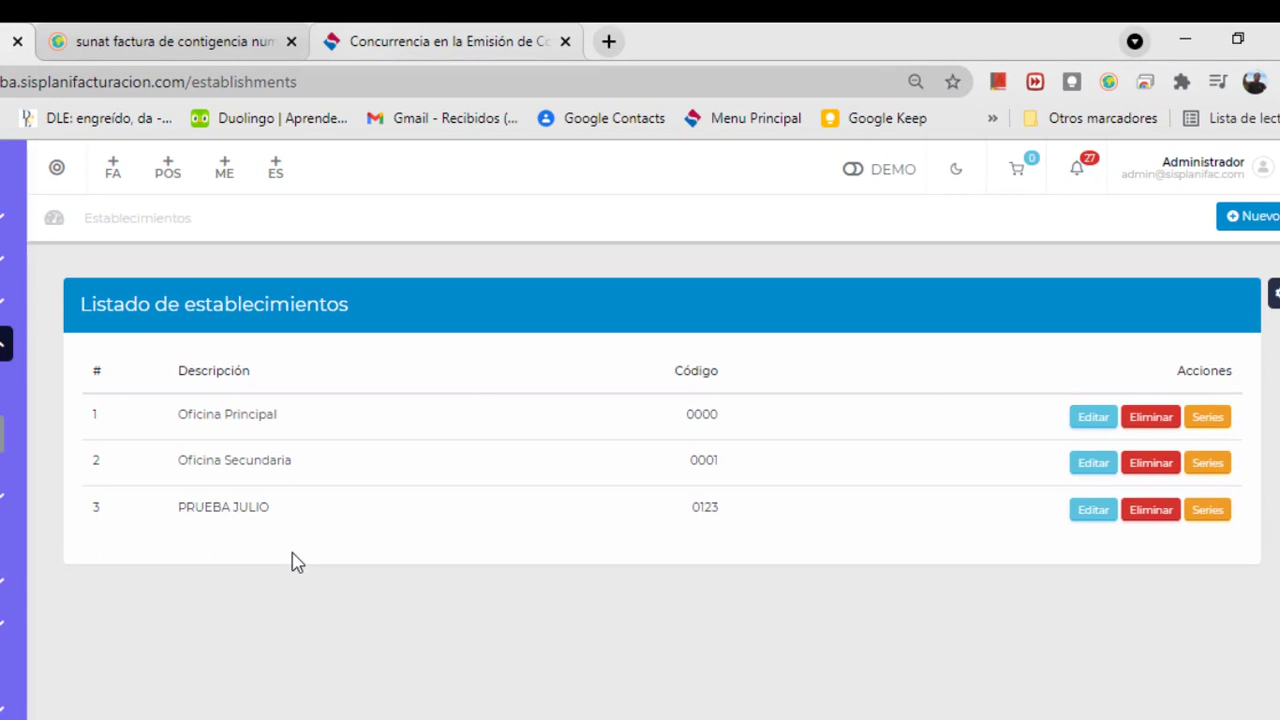 sunat factura de contigencia num
Concurrencia en la Emisión de Co
ba.sisplanifacturacion.com/establishments
DLE: engreído, da -...
Duolingo | Aprende...
Gmail - Recibidos (...
Google Contacts
Menu Principal
Google Keep
»
Otros marcadores
Lista de lect
+ FA
+ POS
+ ME
+ ES
DEMO
0
27
Administrador
admin@sisplanifac.com
Establecimientos
Nuevo
Listado de establecimientos
# Descripción Código Acciones
1 Oficina Principal 0000 Editar Eliminar Series
2 Oficina Secundaria 0001 Editar Eliminar Series
3 PRUEBA JULIO 0123 Editar Eliminar Series